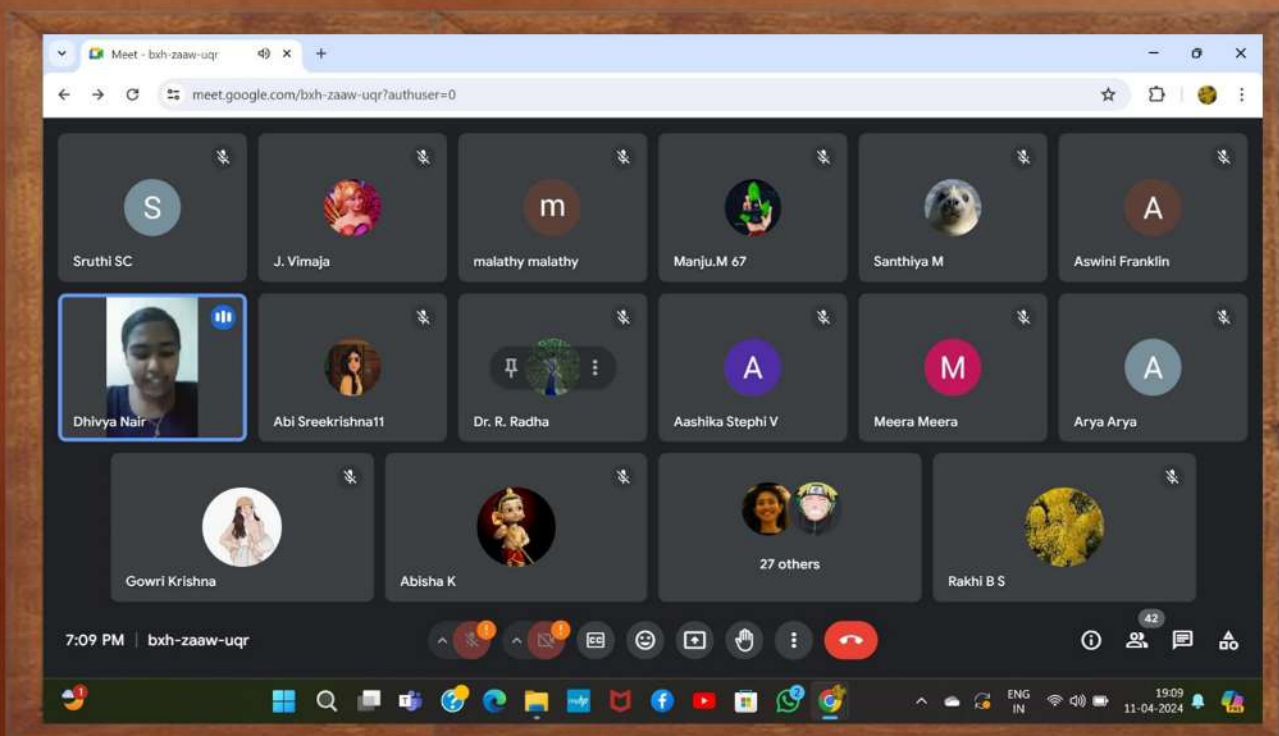 Meet - bxh-zaaw-uqr
meet.google.com/bxh-zaaw-uqr?authuser=0
S
Sruthi SC
J. Vimaja
m
malathy malathy
Manju.M 67
Santhiya M
A
Aswini Franklin
Dhivya Nair
Abi Sreekrishna11
Dr. R. Radha
A
Aashika Stephi V
M
Meera Meera
A
Arya Arya
Gowri Krishna
Abisha K
27 others
Rakhi B S
7:09 PM | bxh-zaaw-uqr
CC
42
1
2
ENG
IN
19:09
11-04-2024